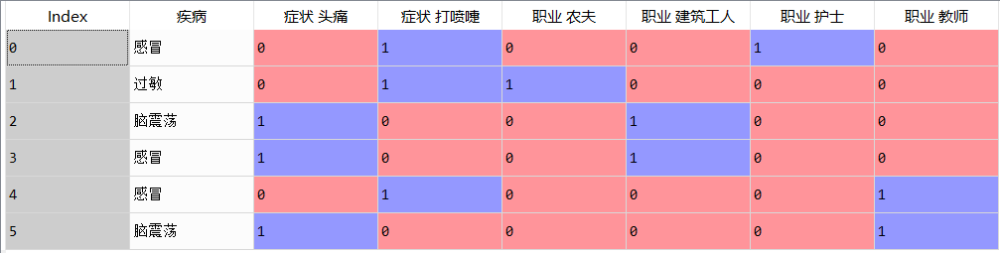 Index 疾病 症状 头痛 症状 打喷嚏 职业 农夫 职业 建筑工人 职业 护士 职业 教师
0 感冒 0 1 0 0 1 0
1 过敏 0 1 1 0 0 0
2 脑震荡 1 0 0 1 0 0
3 感冒 1 0 0 1 0 0
4 感冒 0 1 0 0 0 1
5 脑震荡 1 0 0 0 0 1